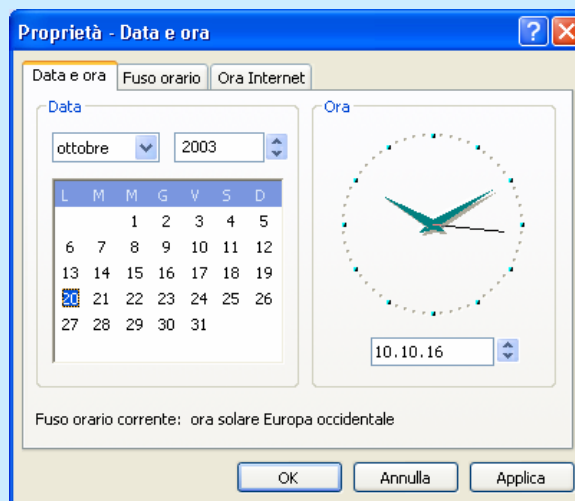 Proprietà - Data e ora
Data e ora Fuso orario Ora Internet
Data
Ora
ottobre 2003
L M M G V S D
1 2 3 4 5
6 7 8 9 10 11 12
13 14 15 16 17 18 19
20 21 22 23 24 25 26
27 28 29 30 31
10.10.16
Fuso orario corrente: ora solare Europa occidentale
OK Annulla Applica